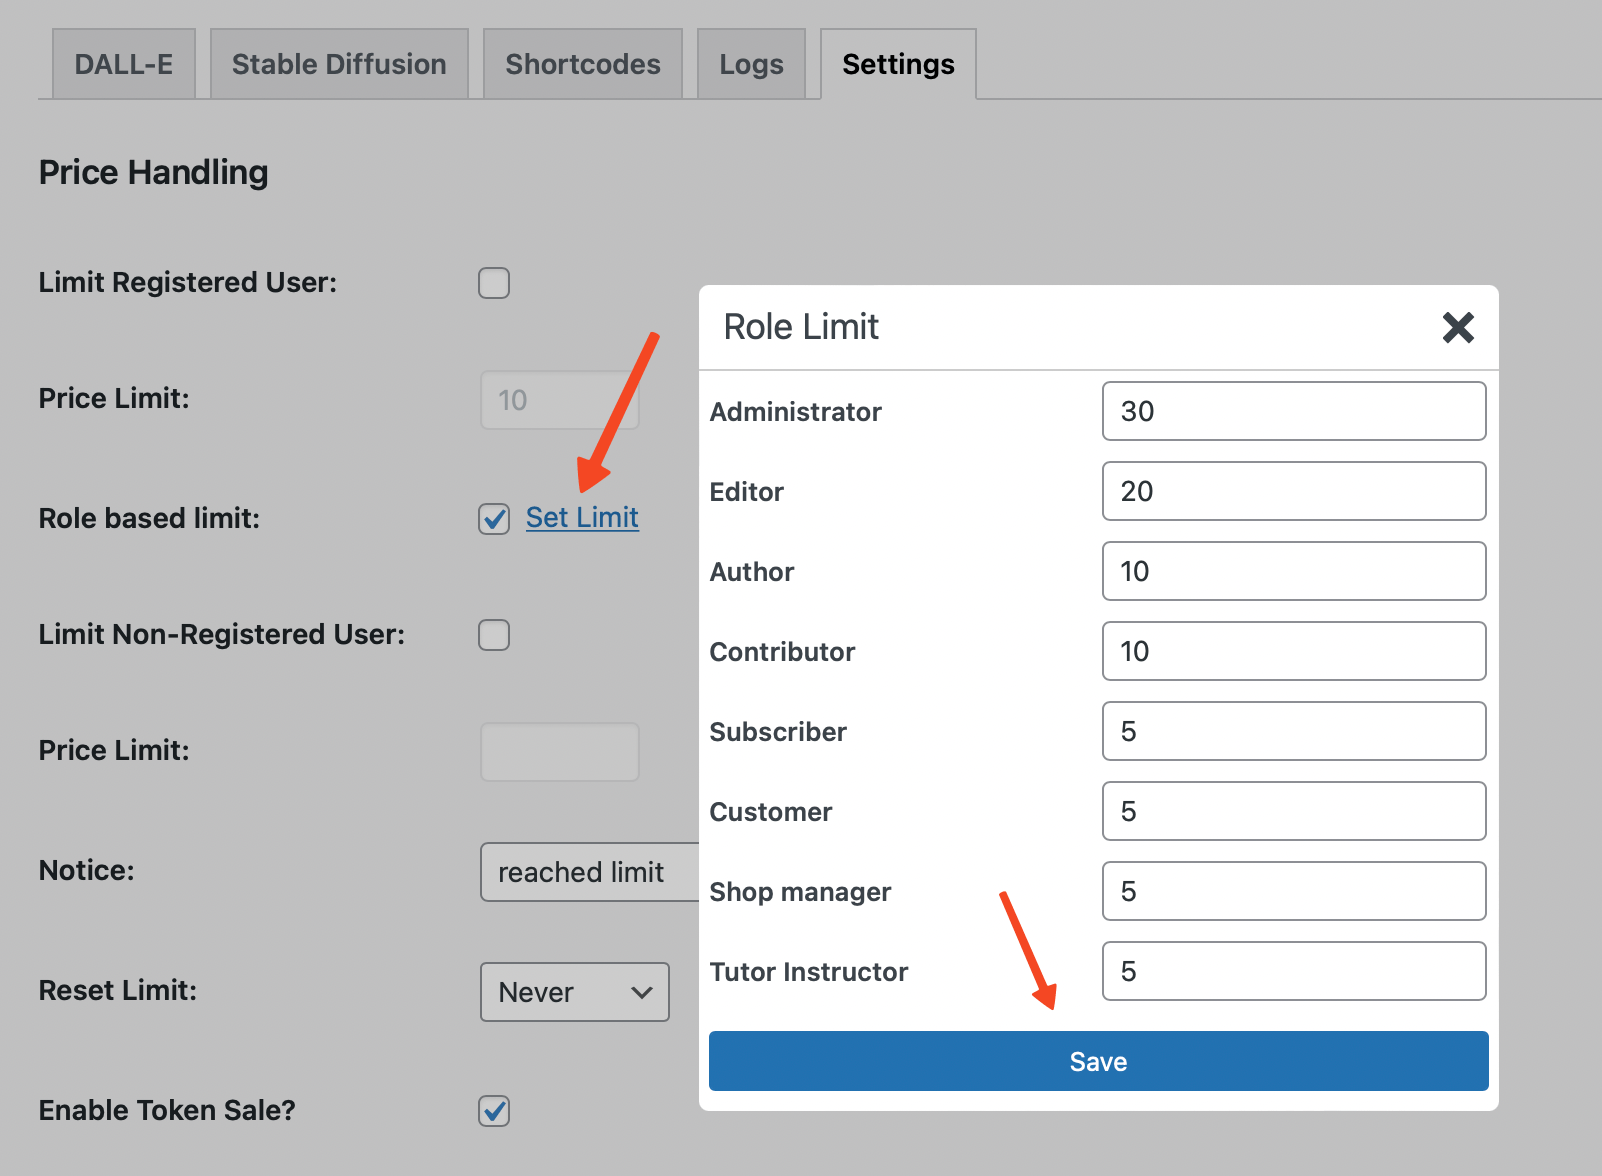 DALL-E Stable Diffusion Shortcodes Logs Settings
Price Handling
Limit Registered User:
Price Limit: 10
Role based limit: Set Limit
Limit Non-Registered User:
Price Limit:
Notice: reached limit
Reset Limit: Never
Enable Token Sale?
Role Limit
Administrator 30
Editor 20
Author 10
Contributor 10
Subscriber 5
Customer 5
Shop manager 5
Tutor Instructor 5
Save